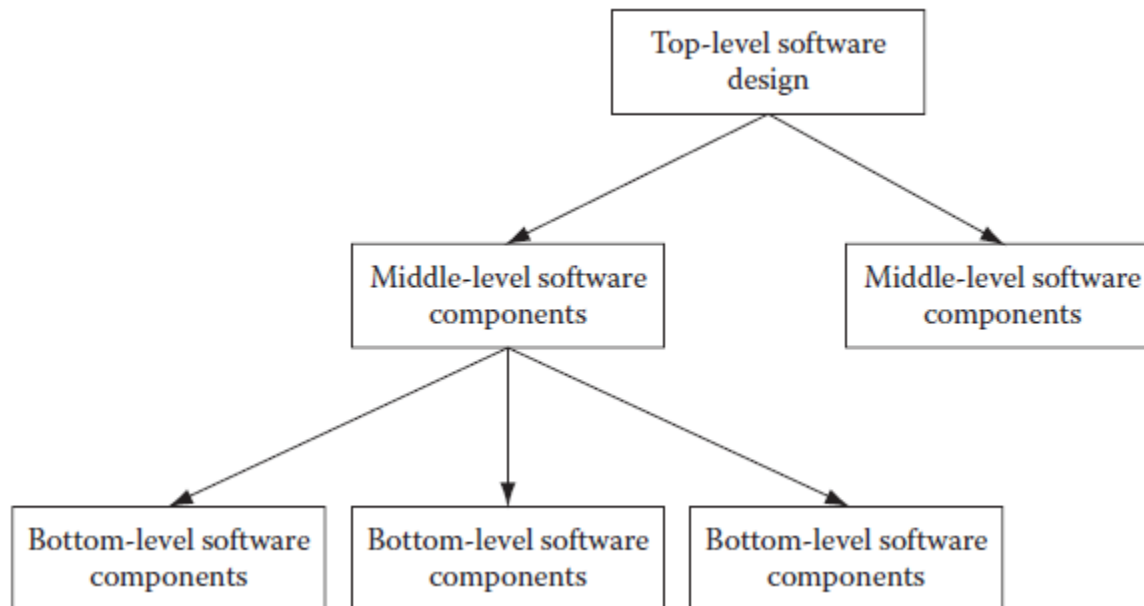 Top-level software
design
Middle-level software
components
Middle-level software
components
Bottom-level software
components
Bottom-level software
components
Bottom-level software
components